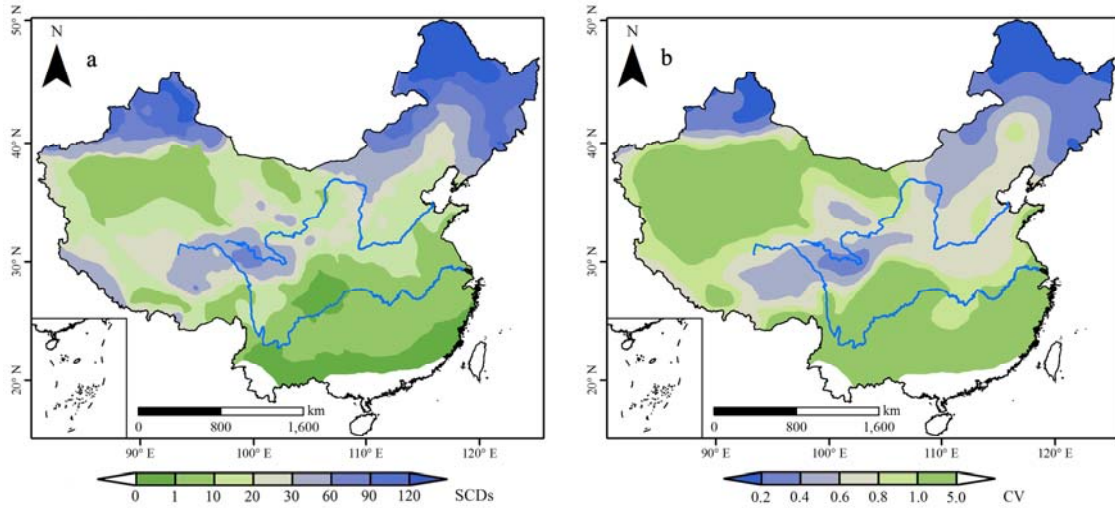 N
a
50° N
40° N
30° N
20° N
0 800 1,600 km
90° E 100° E 110° E 120° E
0 1 10 20 30 60 90 120 SCDs
N
b
50° N
40° N
30° N
20° N
0 800 1,600 km
90° E 100° E 110° E 120° E
0.2 0.4 0.6 0.8 1.0 5.0 CV